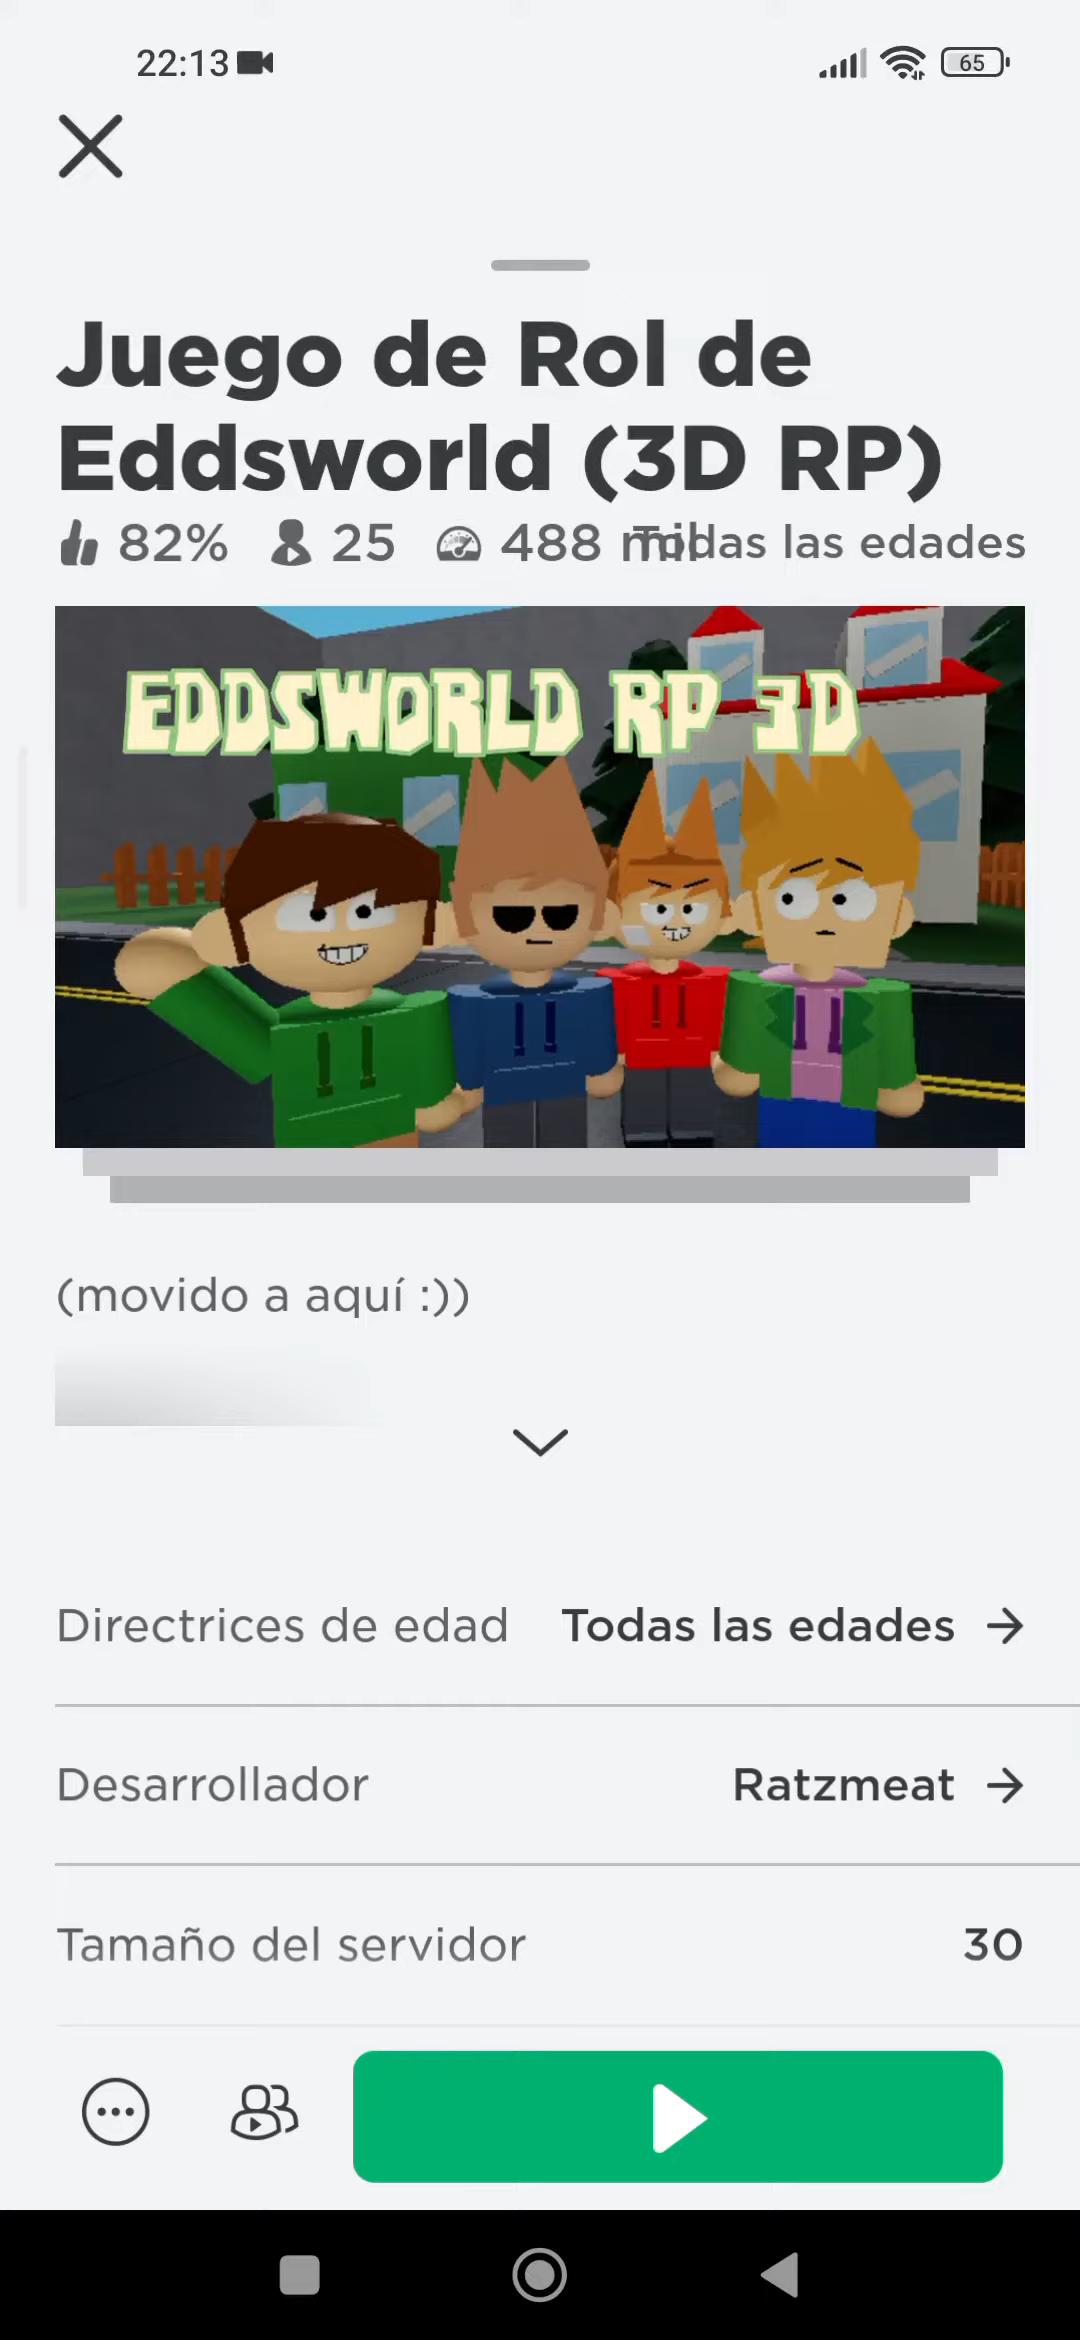 22:13
65
Juego de Rol de
Eddsworld (3D RP)
82% 25 488 mil Todas las edades
EDDSWORLD RP 3D
(movido a aquí :))
Directrices de edad Todas las edades
Desarrollador Ratzmeat
Tamaño del servidor 30